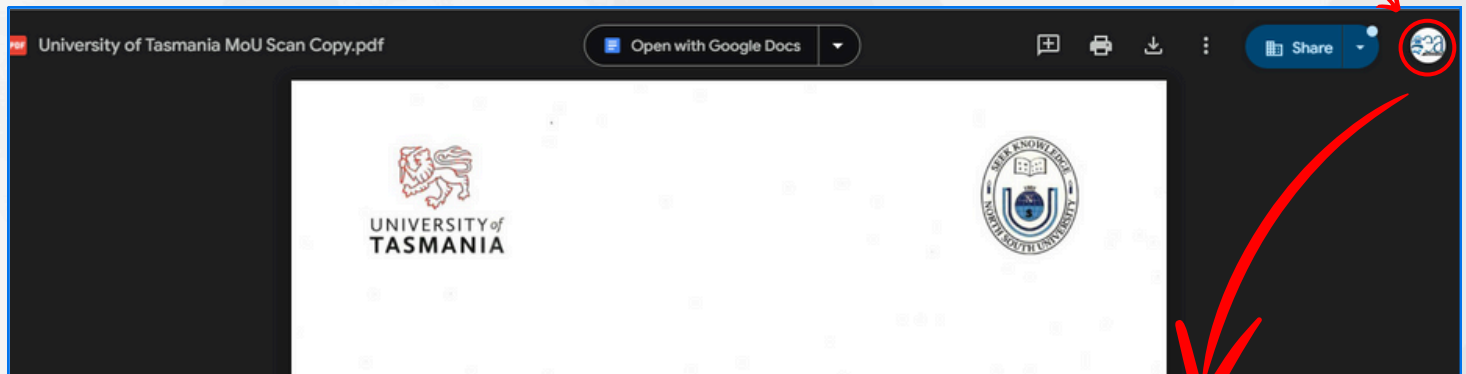 PDF
University of Tasmania MoU Scan Copy.pdf
Open with Google Docs
Share
UNIVERSITY of
TASMANIA
SEEK KNOWLEDGE
NORTH SOUTH UNIVERSITY
N
S